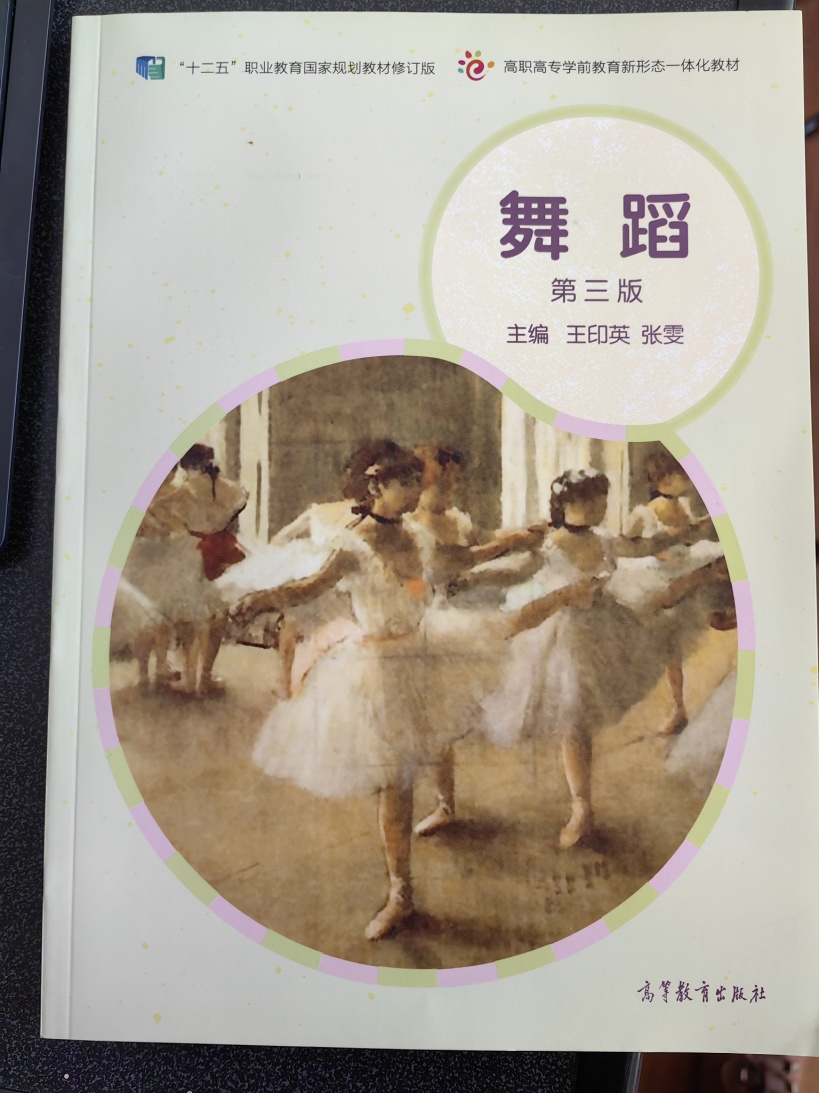 “十二五”职业教育国家规划教材修订版
高职高专学前教育新形态一体化教材
舞蹈
第三版
主编 王印英 张雯
高等教育出版社